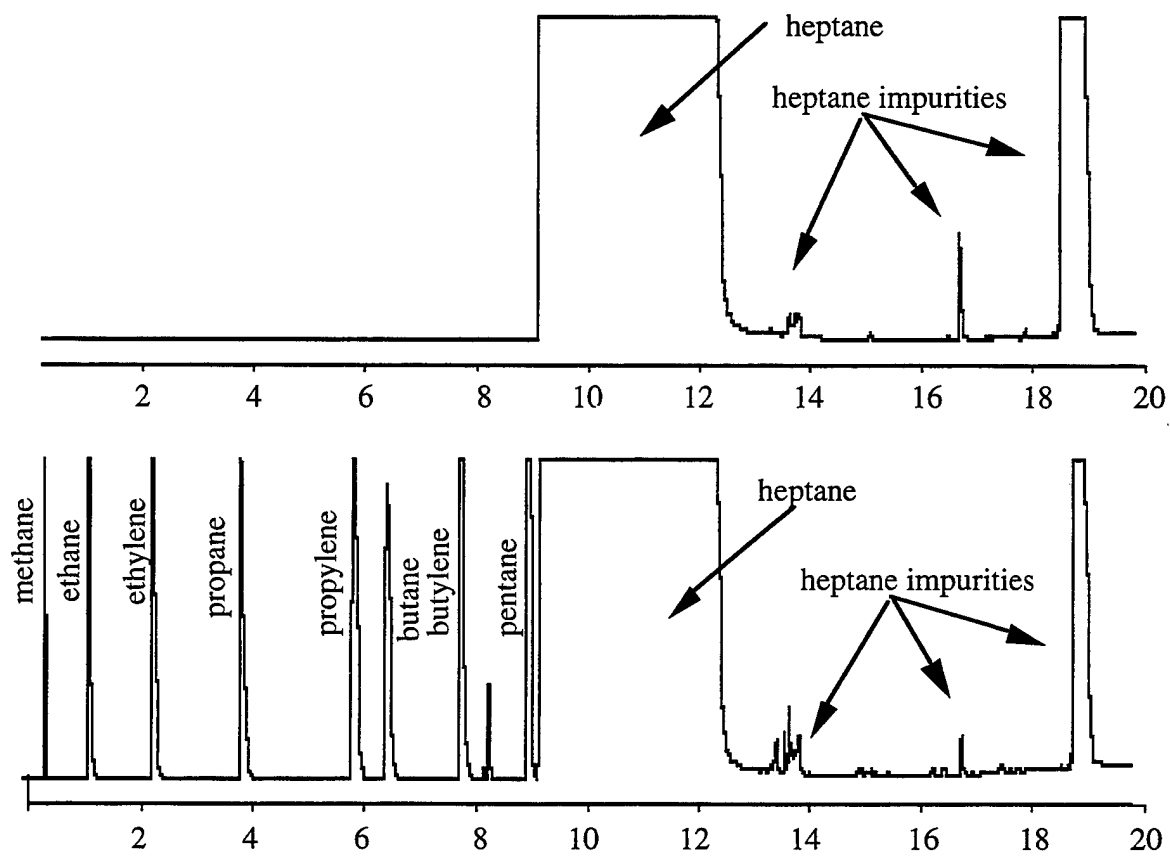 heptane
heptane impurities
2 4 6 8 10 12 14 16 18 20
methane
ethane
ethylene
propane
propylene
butane
butylene
pentane
heptane
heptane impurities
2 4 6 8 10 12 14 16 18 20